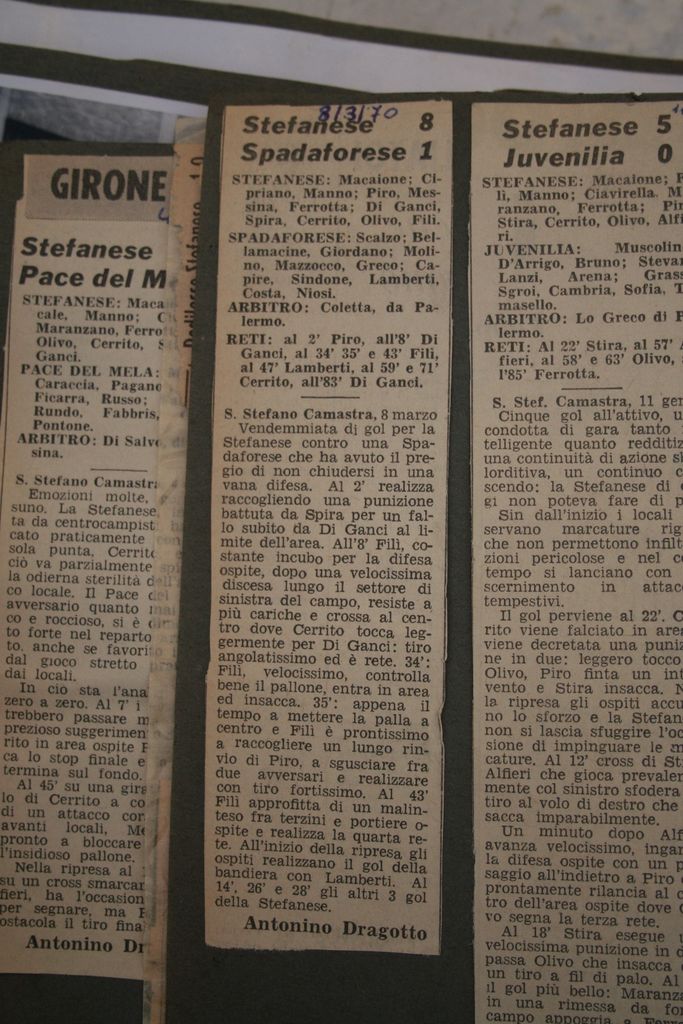 GIRONE
Stefanese
Pace del M
STEFANESE: Maca
cale, Manno; C
Maranzano, Ferro
Olivo, Cerrito, S
Ganci.
PACE DEL MELA:
Caraccia, Pagano
Ficarra, Russo;
Rundo, Fabbris,
Pontone.
ARBITRO: Di Salv
sina.
S. Stefano Camastra
Emozioni molte,
suno. La Stefanese
ta da centrocampist
cato praticamente
sola punta, Cerrito
ciò va parzialmente
la odierna sterilità d
co locale. Il Pace d
avversario quanto
co e roccioso, si è
to forte nel reparto
to, anche se favori
dal gioco stretto
dai locali.
In ciò sta l'ana
zero a zero. Al 7' i
trebbero passare m
prezioso suggerimen
rito in area ospite F
ca lo stop finale e
termina sul fondo.
Al 45' su una gira
lo di Cerrito a co
di un attacco con
avanti locali, Me
pronto a bloccare
l'insidioso pallone.
Nella ripresa al
su un cross smarcan
fieri, ha l'occasion
per segnare, ma F
ostacola il tiro fina
Antonino Dr
8/3/70
Stefanese 8
Spadaforese 1
STEFANESE: Macaione; Ci-
priano, Manno; Piro, Mes-
sina, Ferrotta; Di Ganci,
Spira, Cerrito, Olivo, Fili.
SPADAFORESE: Scalzo; Bel-
lamacine, Giordano; Moli-
no, Mazzocco, Greco; Ca-
pire, Sindone, Lamberti,
Costa, Niosi.
ARBITRO: Coletta, da Pa-
lermo.
RETI: al 2' Piro, all'8' Di
Ganci, al 34' 35' e 43' Fili,
al 47' Lamberti, al 59' e 71'
Cerrito, all'83' Di Ganci.
S. Stefano Camastra, 8 marzo
Vendemmiata di gol per la
Stefanese contro una Spa-
daforese che ha avuto il pre-
gio di non chiudersi in una
vana difesa. Al 2' realizza
raccogliendo una punizione
battuta da Spira per un fal-
lo subito da Di Ganci al li-
mite dell'area. All'8' Fili, co-
stante incubo per la difesa
ospite, dopo una velocissima
discesa lungo il settore di
sinistra del campo, resiste a
più cariche e crossa al cen-
tro dove Cerrito tocca leg-
germente per Di Ganci: tiro
angolatissimo ed è rete. 34':
Fili, velocissimo, controlla
bene il pallone, entra in area
ed insacca. 35': appena il
tempo a mettere la palla a
centro e Fili è prontissimo
a raccogliere un lungo rin-
vio di Piro, a sgusciare fra
due avversari e realizzare
con tiro fortissimo. Al 43'
Fili approfitta di un malin-
teso fra terzini e portiere o-
spite e realizza la quarta re-
te. All'inizio della ripresa gli
ospiti realizzano il gol della
bandiera con Lamberti. Al
14', 26' e 28' gli altri 3 gol
della Stefanese.
Antonino Dragotto
Stefanese 5
Juvenilia 0
STEFANESE: Macaione; F
li, Manno; Ciavirella, M
ranzano, Ferrotta; Pir
Stira, Cerrito, Olivo, Alfi
ri.
JUVENILIA: Muscolin
D'Arrigo, Bruno; Steva
Lanzi, Arena; Grass
Sgroi, Cambria, Sofia, T
masello.
ARBITRO: Lo Greco di P
lermo.
RETI: Al 22' Stira, al 57' A
fieri, al 58' e 63' Olivo,
l'85' Ferrotta.
S. Stef. Camastra, 11 gen
Cinque gol all'attivo, u
condotta di gara tanto
telligente quanto redditiz
una continuità di azione sb
lorditiva, un continuo c
scendo: la Stefanese di
gi non poteva fare di p
Sin dall'inizio i locali
servano marcature rig
che non permettono infilt
zioni pericolose e nel c
tempo si lanciano con
scernimento in attac
tempestivi.
Il gol perviene al 22'. C
rito viene falciato in area
viene decretata una puniz
ne in due: leggero tocco
Olivo, Piro finta un int
vento e Stira insacca. N
la ripresa gli ospiti accu
no lo sforzo e la Stefan
non si lascia sfuggire l'oc
sione di impinguare le m
cature. Al 12' cross di St
Alfieri che gioca prevalen
mente col sinistro sfodera
tiro al volo di destro che
sacca imparabilmente.
Un minuto dopo Alf
avanza velocissimo, ingan
la difesa ospite con un p
saggio all'indietro a Piro
prontamente rilancia al c
tro dell'area ospite dove
vo segna la terza rete.
Al 18' Stira esegue
velocissima punizione in d
passa Olivo che insacca
un tiro a fil di palo. Al
il gol più bello: Maranz
in una rimessa da fo
campo appoggia a Ferr